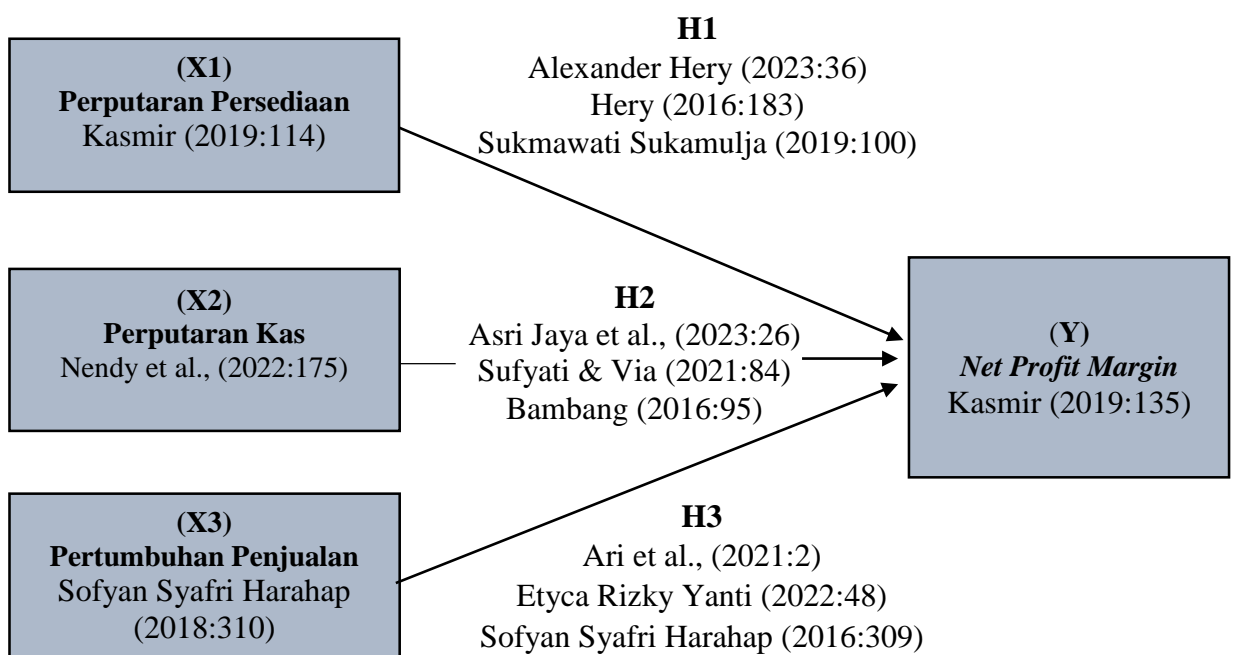 (X1)
Perputaran Persediaan
Kasmir (2019:114)
H1
Alexander Hery (2023:36)
Hery (2016:183)
Sukmawati Sukamulja (2019:100)
(X2)
Perputaran Kas
Nendy et al., (2022:175)
H2
Asri Jaya et al., (2023:26)
Sufyati & Via (2021:84)
Bambang (2016:95)
(Y)
Net Profit Margin
Kasmir (2019:135)
(X3)
Pertumbuhan Penjualan
Sofyan Syafri Harahap
(2018:310)
H3
Ari et al., (2021:2)
Etyca Rizky Yanti (2022:48)
Sofyan Syafri Harahap (2016:309)